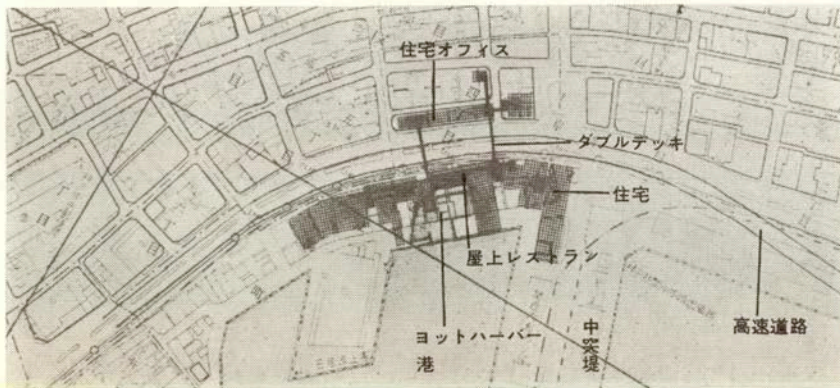 住宅オフィス
ダブルデッキ
住宅
屋上レストラン
ヨットハーバー
港
中突堤
高速道路